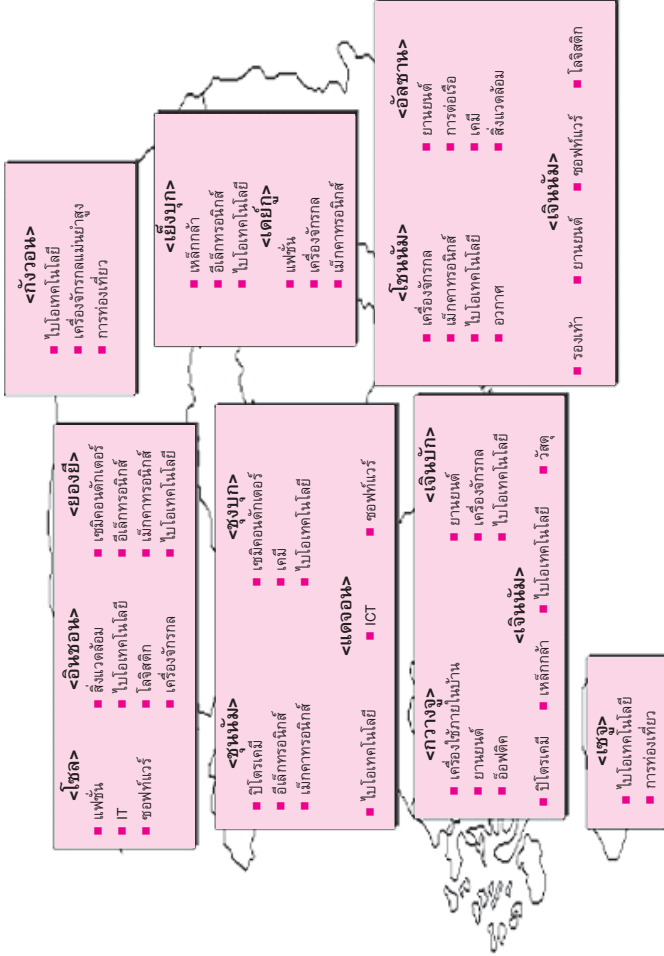 <กังวอน>
■ ไบโอเทคโนโลยี
■ เครื่องจักรกลแม่นยำสูง
■ การท่องเที่ยว
<โซล>
■ แฟชั่น
■ IT
■ ซอฟท์แวร์
<อินชอน>
■ สิ่งแวดล้อม
■ ไบโอเทคโนโลยี
■ โลจิสติก
■ เครื่องจักรกล
<ยองยี>
■ เซมิคอนดักเตอร์
■ อีเล็กทรอนิกส์
■ เม็กคาทรอนิกส์
■ ไบโอเทคโนโลยี
<เย็งบุก>
■ เหล็กกล้า
■ อีเล็กทรอนิกส์
■ ไบโอเทคโนโลยี
<เดย์กู>
■ แฟชั่น
■ เครื่องจักรกล
■ เม็กคาทรอนิกส์
<ชุนนัม>
■ ปิโตรเคมี
■ อีเล็กทรอนิกส์
■ เม็กคาทรอนิกส์
<ชุงบุก>
■ เซมิคอนดักเตอร์
■ เคมี
■ ไบโอเทคโนโลยี
<แดจอน>
■ ไบโอเทคโนโลยี ■ ICT ■ ซอฟท์แวร์
<โซนนัม>
■ เครื่องจักรกล
■ เม็กคาทรอนิกส์
■ ไบโอเทคโนโลยี
■ อวกาศ
<อัลซาน>
■ ยานยนต์
■ การต่อเรือ
■ เคมี
■ สิ่งแวดล้อม
<เจินนัม>
■ รองเท้า ■ ยานยนต์ ■ ซอฟท์แวร์ ■ โลจิสติก
<กวางจู>
■ เครื่องใช้ภายในบ้าน
■ ยานยนต์
■ อ็อฟติค
<เจินบัก>
■ ยานยนต์
■ เครื่องจักรกล
■ ไบโอเทคโนโลยี
<เจินนัม>
■ ปิโตรเคมี ■ เหล็กกล้า ■ ไบโอเทคโนโลยี ■ วัสดุ
<เชจู>
■ ไบโอเทคโนโลยี
■ การท่องเที่ยว